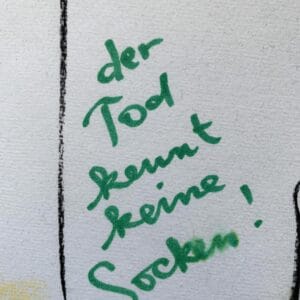 der
Tod
kennt
keine
Socken!